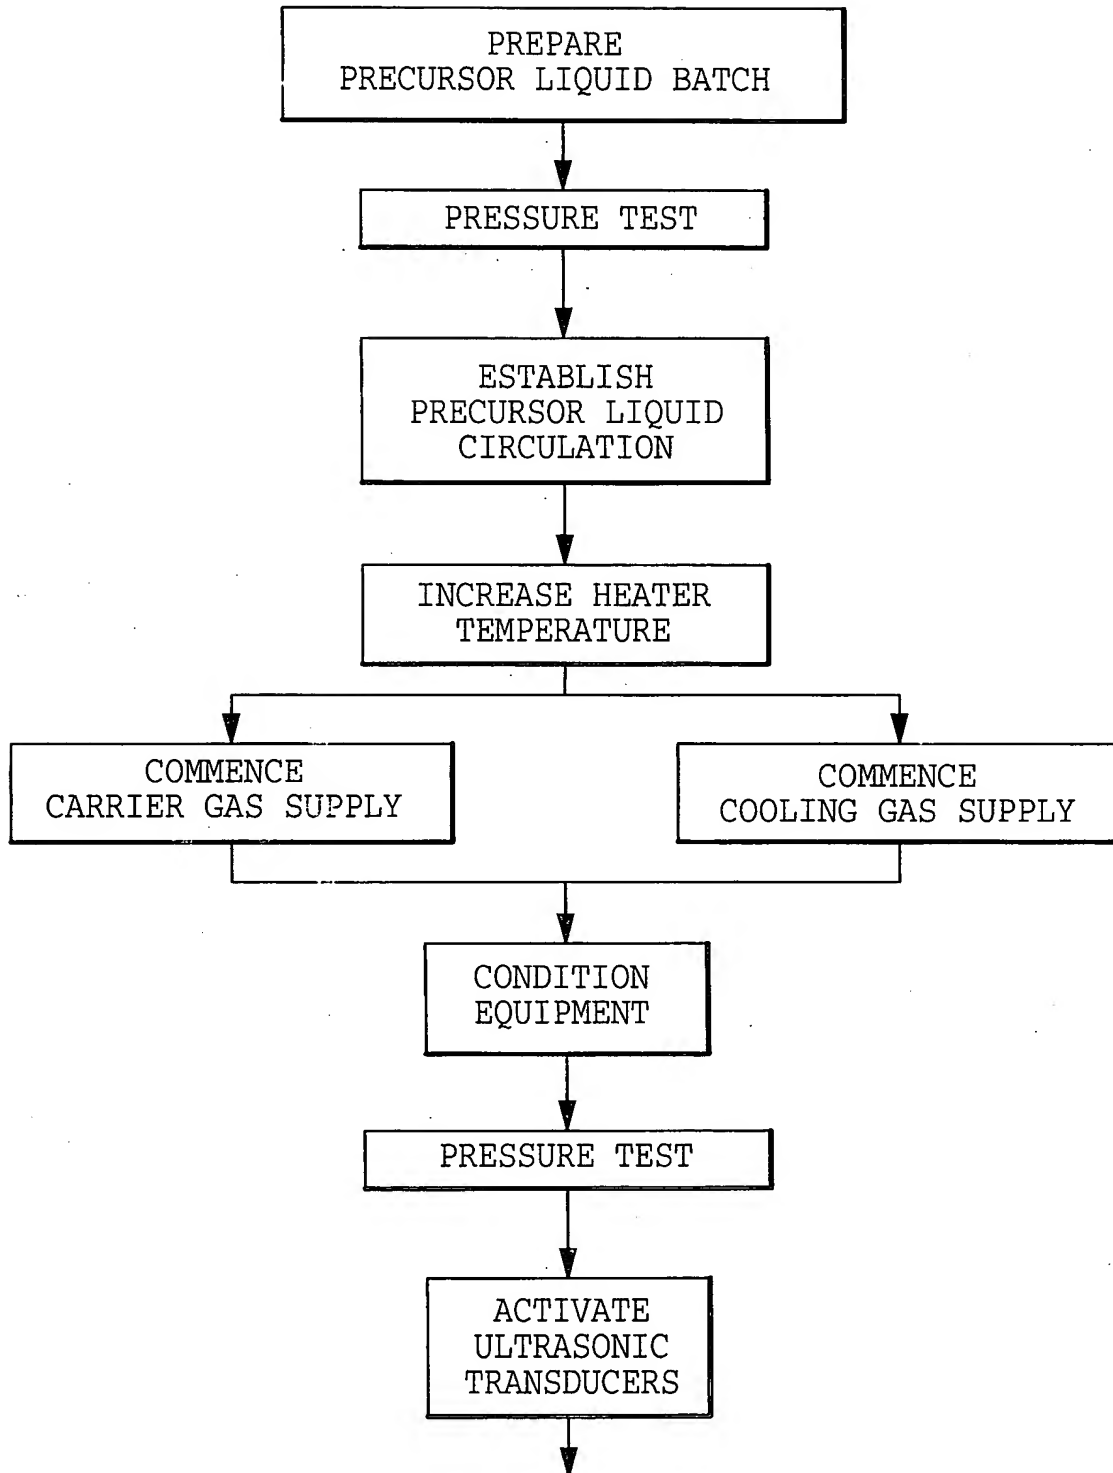 PREPARE
PRECURSOR LIQUID BATCH
PRESSURE TEST
ESTABLISH
PRECURSOR LIQUID
CIRCULATION
INCREASE HEATER
TEMPERATURE
COMMENCE
CARRIER GAS SUPPLY
COMMENCE
COOLING GAS SUPPLY
CONDITION
EQUIPMENT
PRESSURE TEST
ACTIVATE
ULTRASONIC
TRANSDUCERS